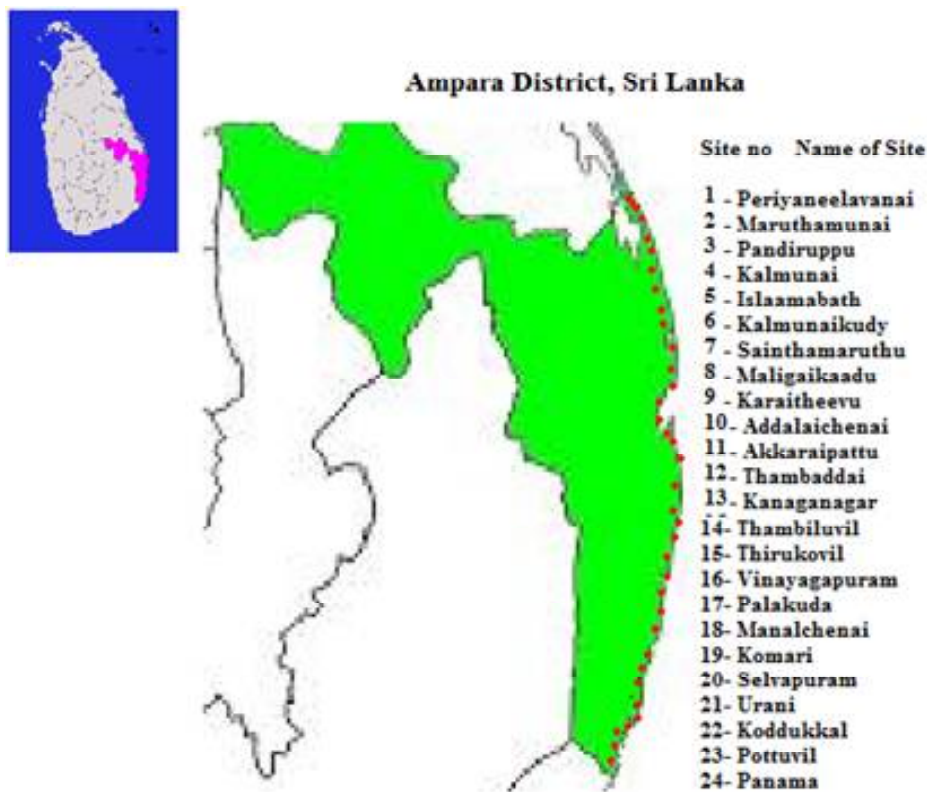 Ampara District, Sri Lanka
Site no Name of Site
1 - Periyaneelavanai
2 - Maruthamunai
3 - Pandiruppu
4 - Kalmunai
5 - Islaamabath
6 - Kalmunaikudy
7 - Sainthamaruthu
8 - Maligaikaadu
9 - Karaitheevu
10- Addalaichenai
11- Akkaraipattu
12- Thambaddai
13- Kanaganagar
14- Thambiluvil
15- Thirukovil
16- Vinayagapuram
17- Palakuda
18- Manalchenai
19- Komari
20- Selvapuram
21- Urani
22- Koddukkal
23- Pottuvil
24- Panama